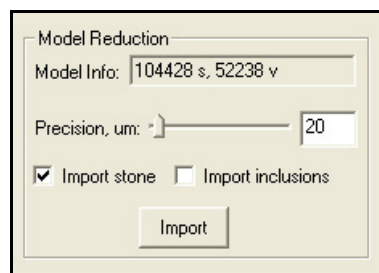 Model Reduction
Model Info: 104428 s, 52238 v
Precision, um: 20
Import stone Import inclusions
Import